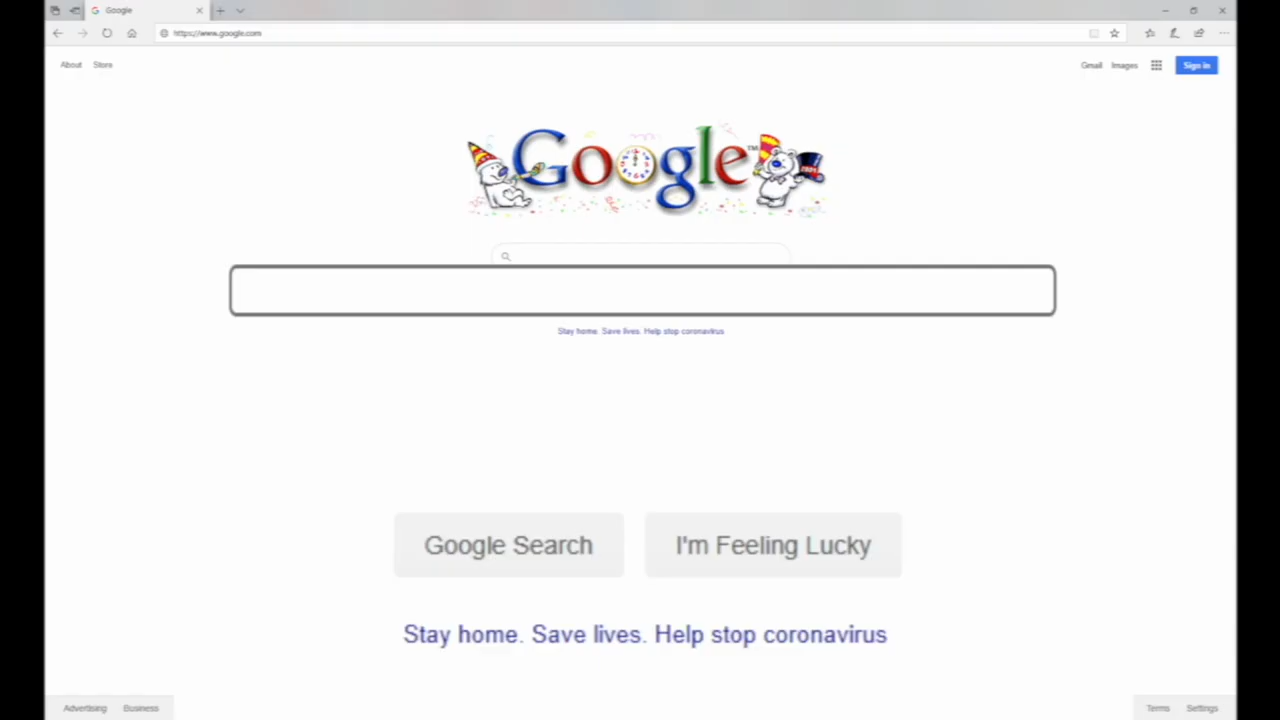 Google
https://www.google.com
About Store
Gmail Images Sign in
Google™
Stay home. Save lives. Help stop coronavirus
Google Search I'm Feeling Lucky
Stay home. Save lives. Help stop coronavirus
Advertising Business
Terms Settings